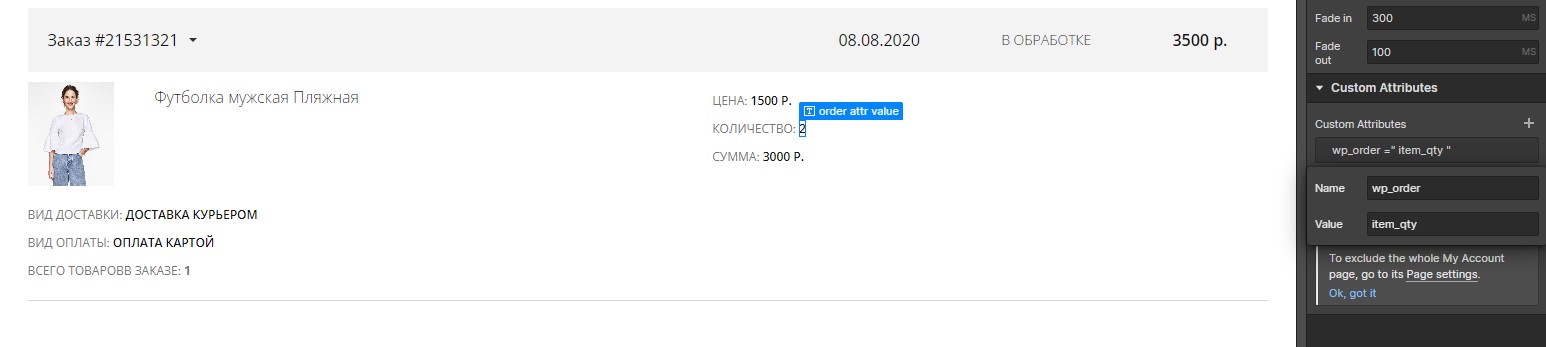 Заказ #21531321
08.08.2020
В ОБРАБОТКЕ
3500 р.
Футболка мужская Пляжная
ЦЕНА: 1500 Р.
order attr value
КОЛИЧЕСТВО: 2
СУММА: 3000 Р.
ВИД ДОСТАВКИ: ДОСТАВКА КУРЬЕРОМ
ВИД ОПЛАТЫ: ОПЛАТА КАРТОЙ
ВСЕГО ТОВАРОВВ ЗАКАЗЕ: 1
Fade in 300 MS
Fade
out 100 MS
Custom Attributes
Custom Attributes +
wp_order =" item_qty "
Name wp_order
Value item_qty
To exclude the whole My Account
page, go to its Page settings.
Ok, got it